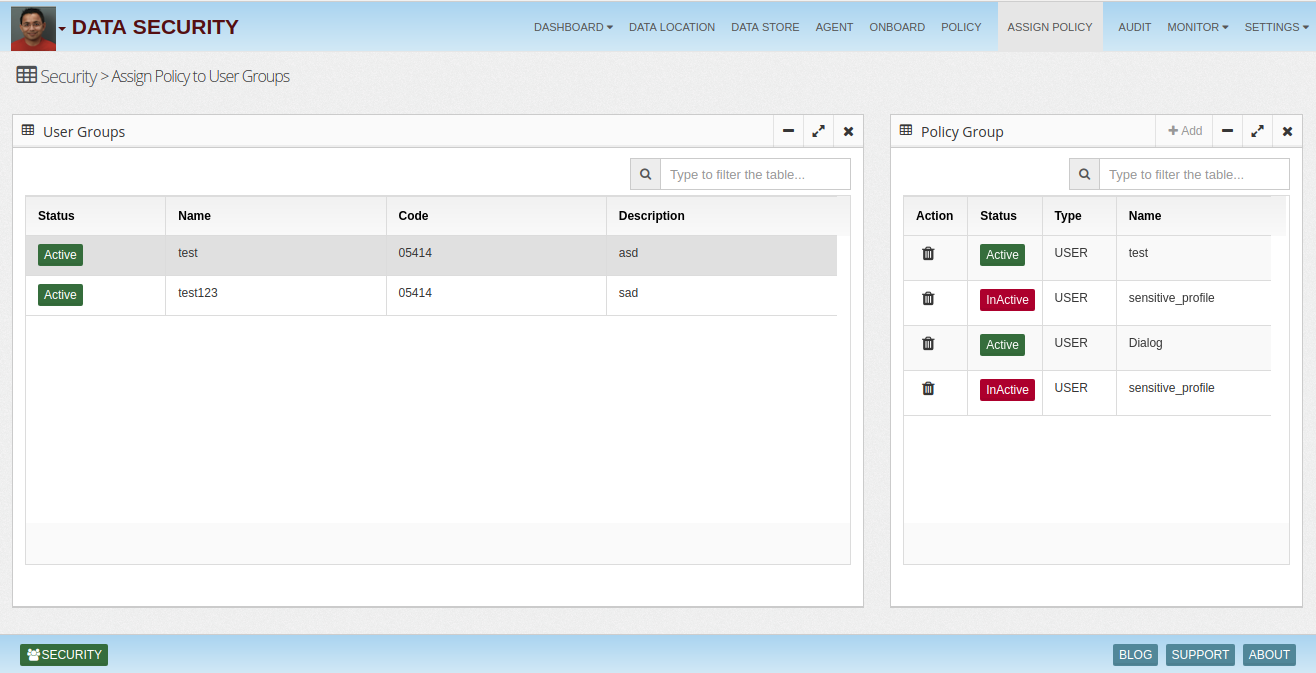 DATA SECURITY
DASHBOARD DATA LOCATION DATA STORE AGENT ONBOARD POLICY ASSIGN POLICY AUDIT MONITOR SETTINGS
Security > Assign Policy to User Groups
User Groups
Type to filter the table...
Status Name Code Description
Active test 05414 asd
Active test123 05414 sad
Policy Group + Add
Type to filter the table...
Action Status Type Name
Active USER test
InActive USER sensitive_profile
Active USER Dialog
InActive USER sensitive_profile
SECURITY
BLOG SUPPORT ABOUT